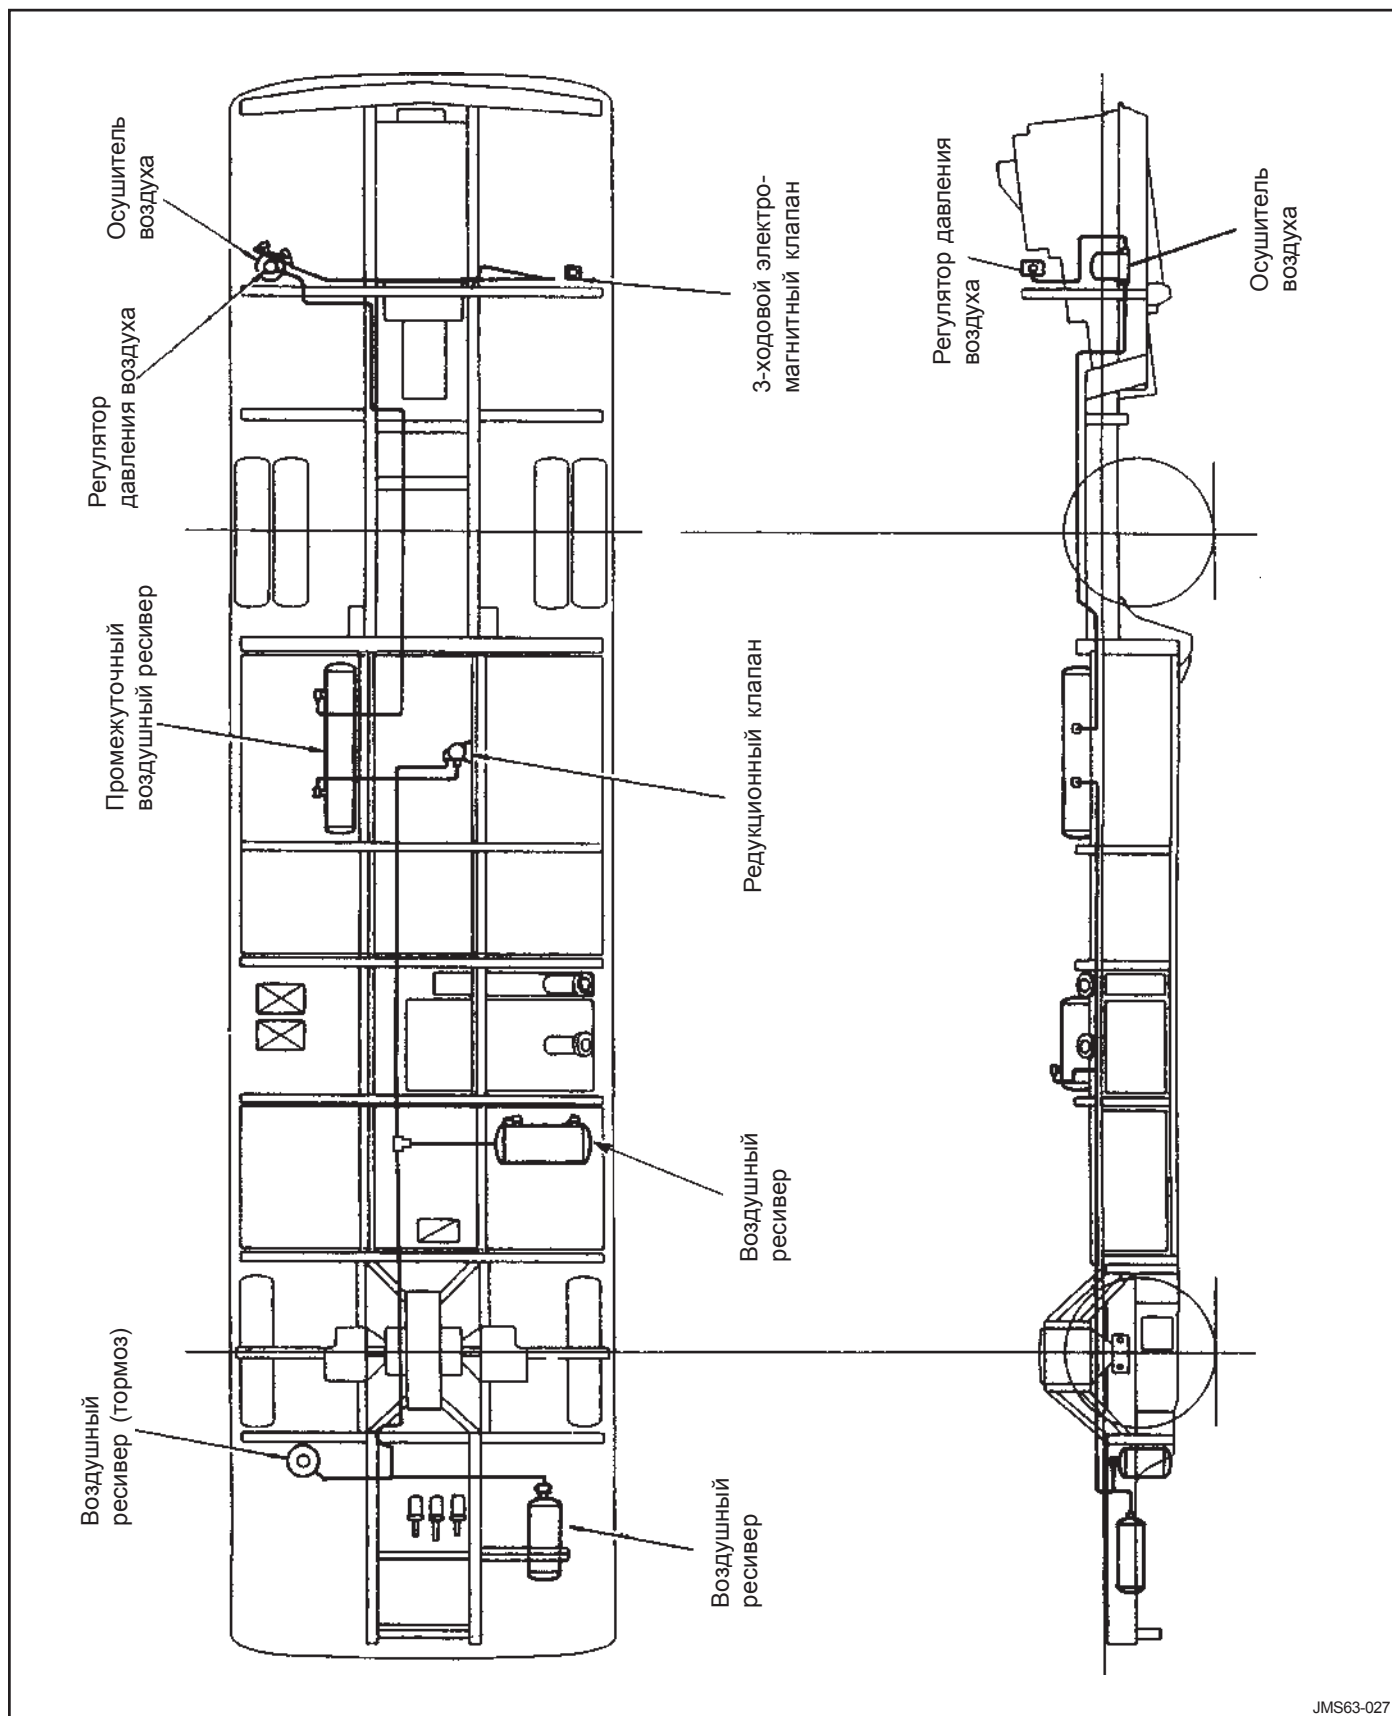 Осушитель
воздуха
Регулятор
давления воздуха
Промежуточный
воздушный ресивер
Воздушный
ресивер (тормоз)
3-ходовой электро-
магнитный клапан
Редукционный клапан
Воздушный
ресивер
Воздушный
ресивер
Регулятор давления
воздуха
Осушитель
воздуха
JMS63-027